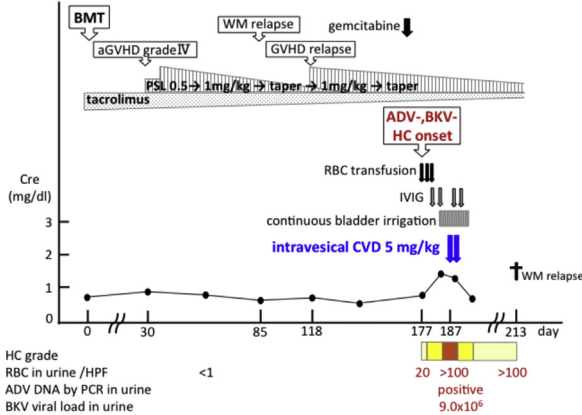 BMT
WM relapse
gemcitabine
aGVHD gradeⅣ
GVHD relapse
PSL 0.5→ 1mg/kg → taper → 1mg/kg → taper
tacrolimus
ADV-,BKV-
HC onset
RBC transfusion
Cre
(mg/dl)
IVIG
continuous bladder irrigation
3
intravesical CVD 5 mg/kg
2
WM relapse
1
0
0 30 85 118 177 187 213 day
HC grade
RBC in urine /HPF <1 20 >100 >100
ADV DNA by PCR in urine positive
BKV viral load in urine 9.0x10⁶